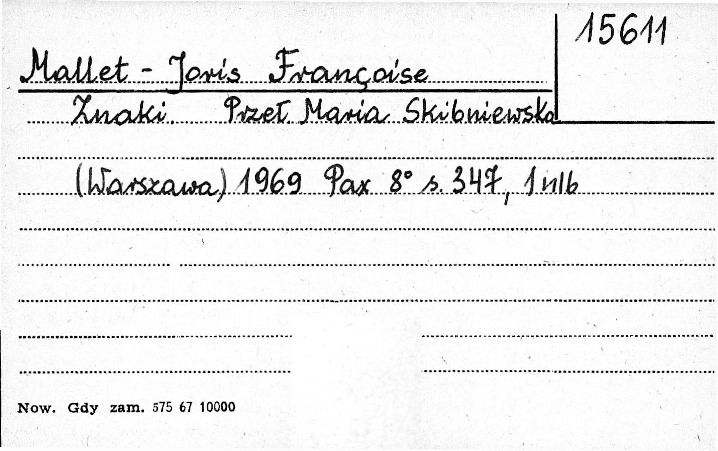 15611
Mallet-Joris Françoise
Znaki. Przeł. Maria Skibniewska
(Warszawa) 1969 Pax 8° s. 347, 1 nlb
Now. Gdy zam. 575 67 10000